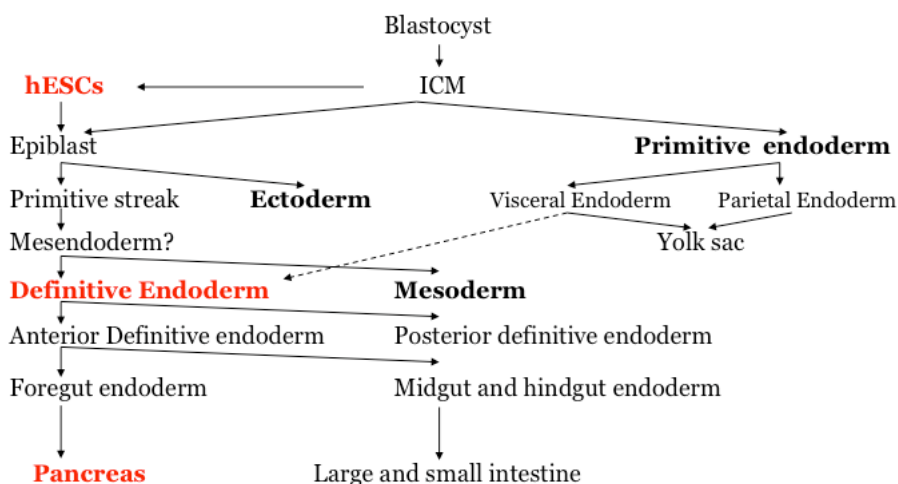 Blastocyst
hESCs
ICM
Epiblast
Primitive endoderm
Primitive streak
Ectoderm
Visceral Endoderm
Parietal Endoderm
Mesendoderm?
Yolk sac
Definitive Endoderm
Mesoderm
Anterior Definitive endoderm
Posterior definitive endoderm
Foregut endoderm
Midgut and hindgut endoderm
Pancreas
Large and small intestine